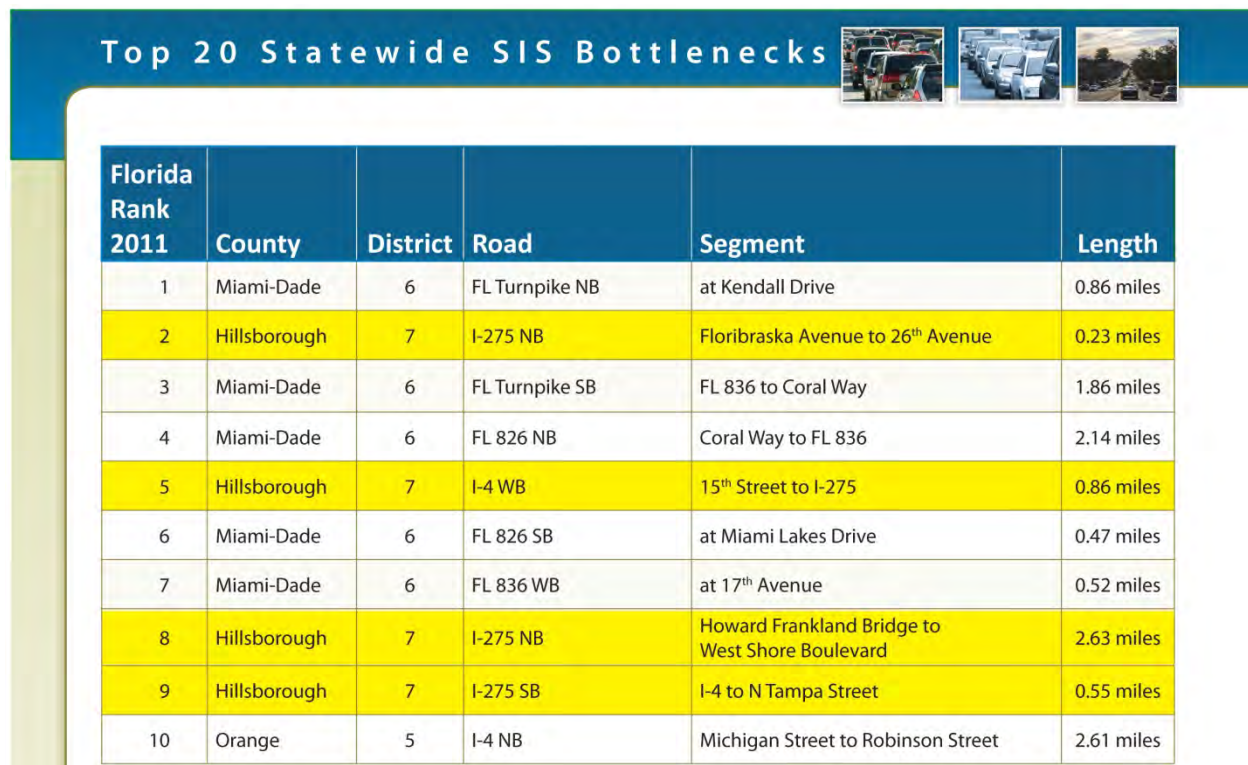 Top 20 Statewide SIS Bottlenecks
Florida
Rank
2011 County District Road Segment Length
1 Miami-Dade 6 FL Turnpike NB at Kendall Drive 0.86 miles
2 Hillsborough 7 I-275 NB Floribraska Avenue to 26th Avenue 0.23 miles
3 Miami-Dade 6 FL Turnpike SB FL 836 to Coral Way 1.86 miles
4 Miami-Dade 6 FL 826 NB Coral Way to FL 836 2.14 miles
5 Hillsborough 7 I-4 WB 15th Street to I-275 0.86 miles
6 Miami-Dade 6 FL 826 SB at Miami Lakes Drive 0.47 miles
7 Miami-Dade 6 FL 836 WB at 17th Avenue 0.52 miles
8 Hillsborough 7 I-275 NB Howard Frankland Bridge to
West Shore Boulevard 2.63 miles
9 Hillsborough 7 I-275 SB I-4 to N Tampa Street 0.55 miles
10 Orange 5 I-4 NB Michigan Street to Robinson Street 2.61 miles